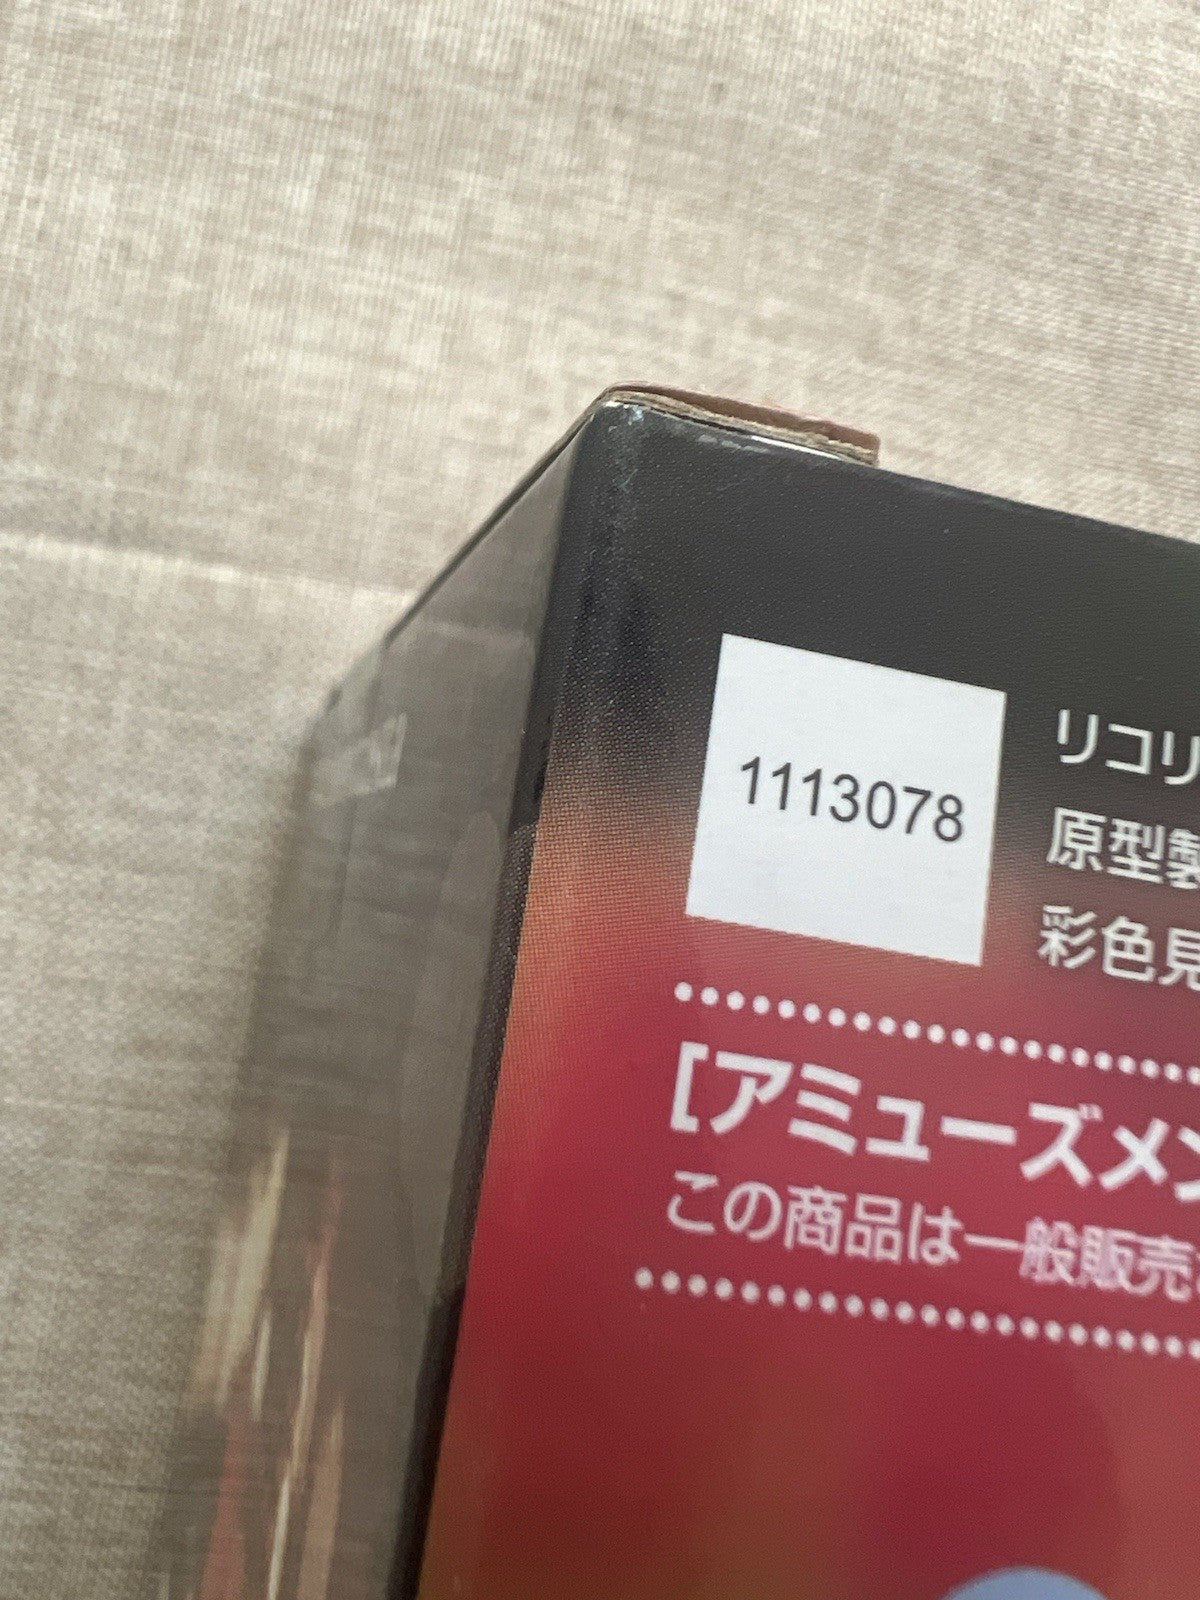 1113078
リコリ
原型製
彩色見
[アミューズメン
この商品は一般販売